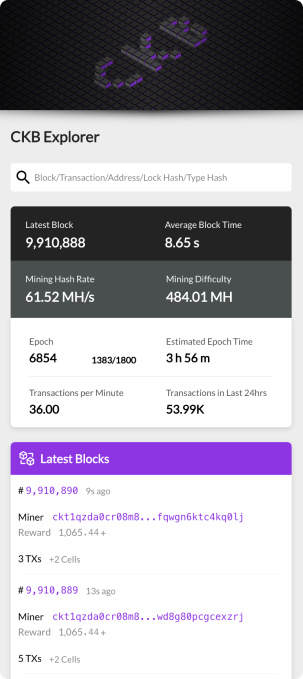 CKB Explorer
Block/Transaction/Address/Lock Hash/Type Hash
Latest Block
Average Block Time
9,910,888
8.65 s
Mining Hash Rate
Mining Difficulty
61.52 MH/s
484.01 MH
Epoch
Estimated Epoch Time
6854
1383/1800
3 h 56 m
Transactions per Minute
Transactions in Last 24hrs
36.00
53.99K
Latest Blocks
# 9,910,890 9s ago
Miner ckt1qzda0cr08m8...fqwgn6ktc4kq0lj
Reward 1,065.44+
3 TXs +2 Cells
# 9,910,889 13s ago
Miner ckt1qzda0cr08m8...wd8g80pcgcexzrj
Reward 1,065.44+
5 TXs +2 Cells